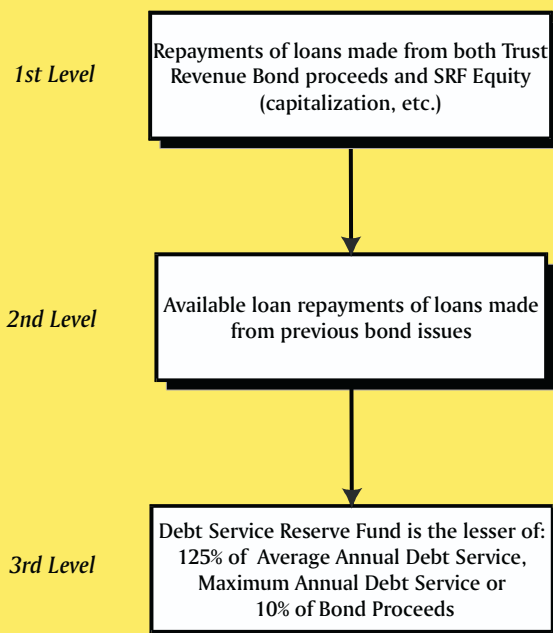 1st Level
Repayments of loans made from both Trust
Revenue Bond proceeds and SRF Equity
(capitalization, etc.)
2nd Level
Available loan repayments of loans made
from previous bond issues
3rd Level
Debt Service Reserve Fund is the lesser of:
125% of Average Annual Debt Service,
Maximum Annual Debt Service or
10% of Bond Proceeds